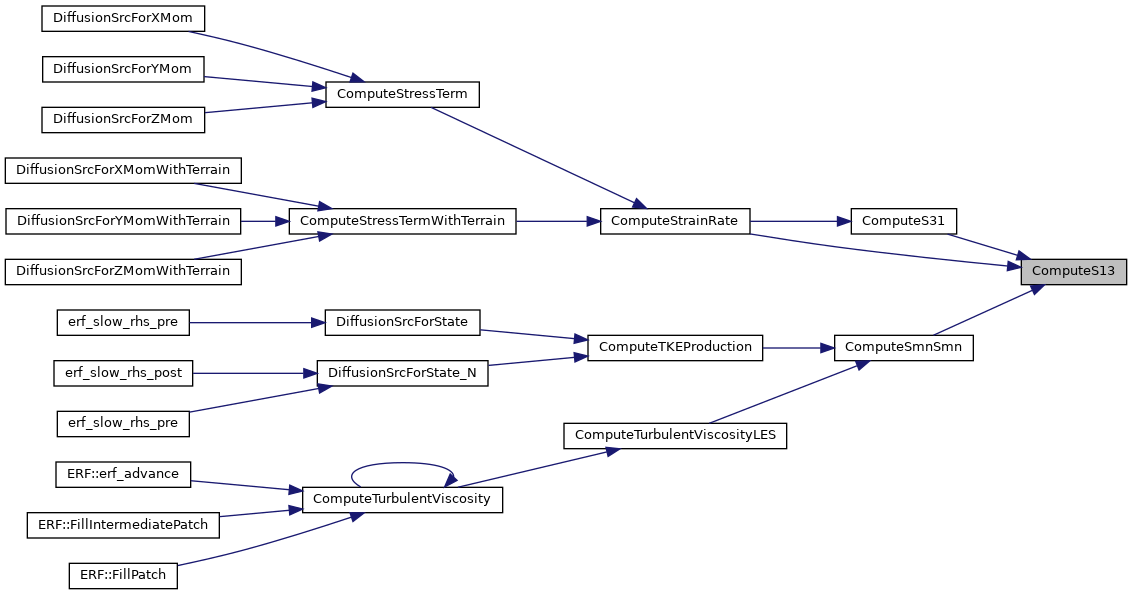 DiffusionSrcForXMom
DiffusionSrcForYMom
ComputeStressTerm
DiffusionSrcForZMom
DiffusionSrcForXMomWithTerrain
DiffusionSrcForYMomWithTerrain
ComputeStressTermWithTerrain
ComputeStrainRate
ComputeS31
DiffusionSrcForZMomWithTerrain
ComputeS13
erf_slow_rhs_pre
DiffusionSrcForState
ComputeTKEProduction
ComputeSmnSmn
erf_slow_rhs_post
DiffusionSrcForState_N
erf_slow_rhs_pre
ComputeTurbulentViscosityLES
ERF::erf_advance
ComputeTurbulentViscosity
ERF::FillIntermediatePatch
ERF::FillPatch